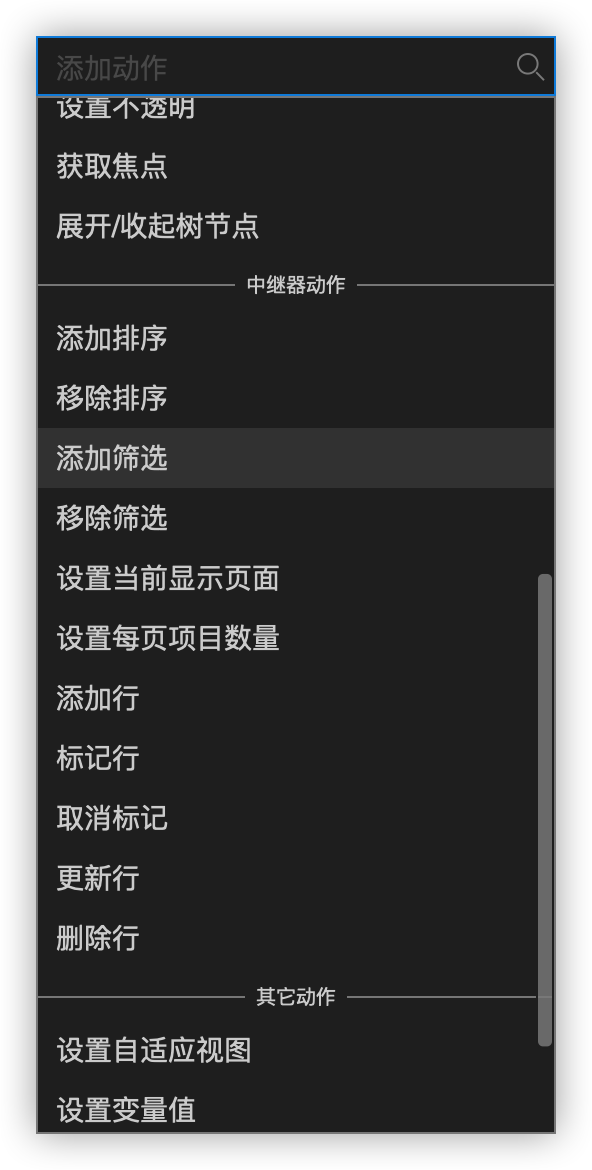 添加动作
设置不透明
获取焦点
展开/收起树节点
中继器动作
添加排序
移除排序
添加筛选
移除筛选
设置当前显示页面
设置每页项目数量
添加行
标记行
取消标记
更新行
删除行
其它动作
设置自适应视图
设置变量值